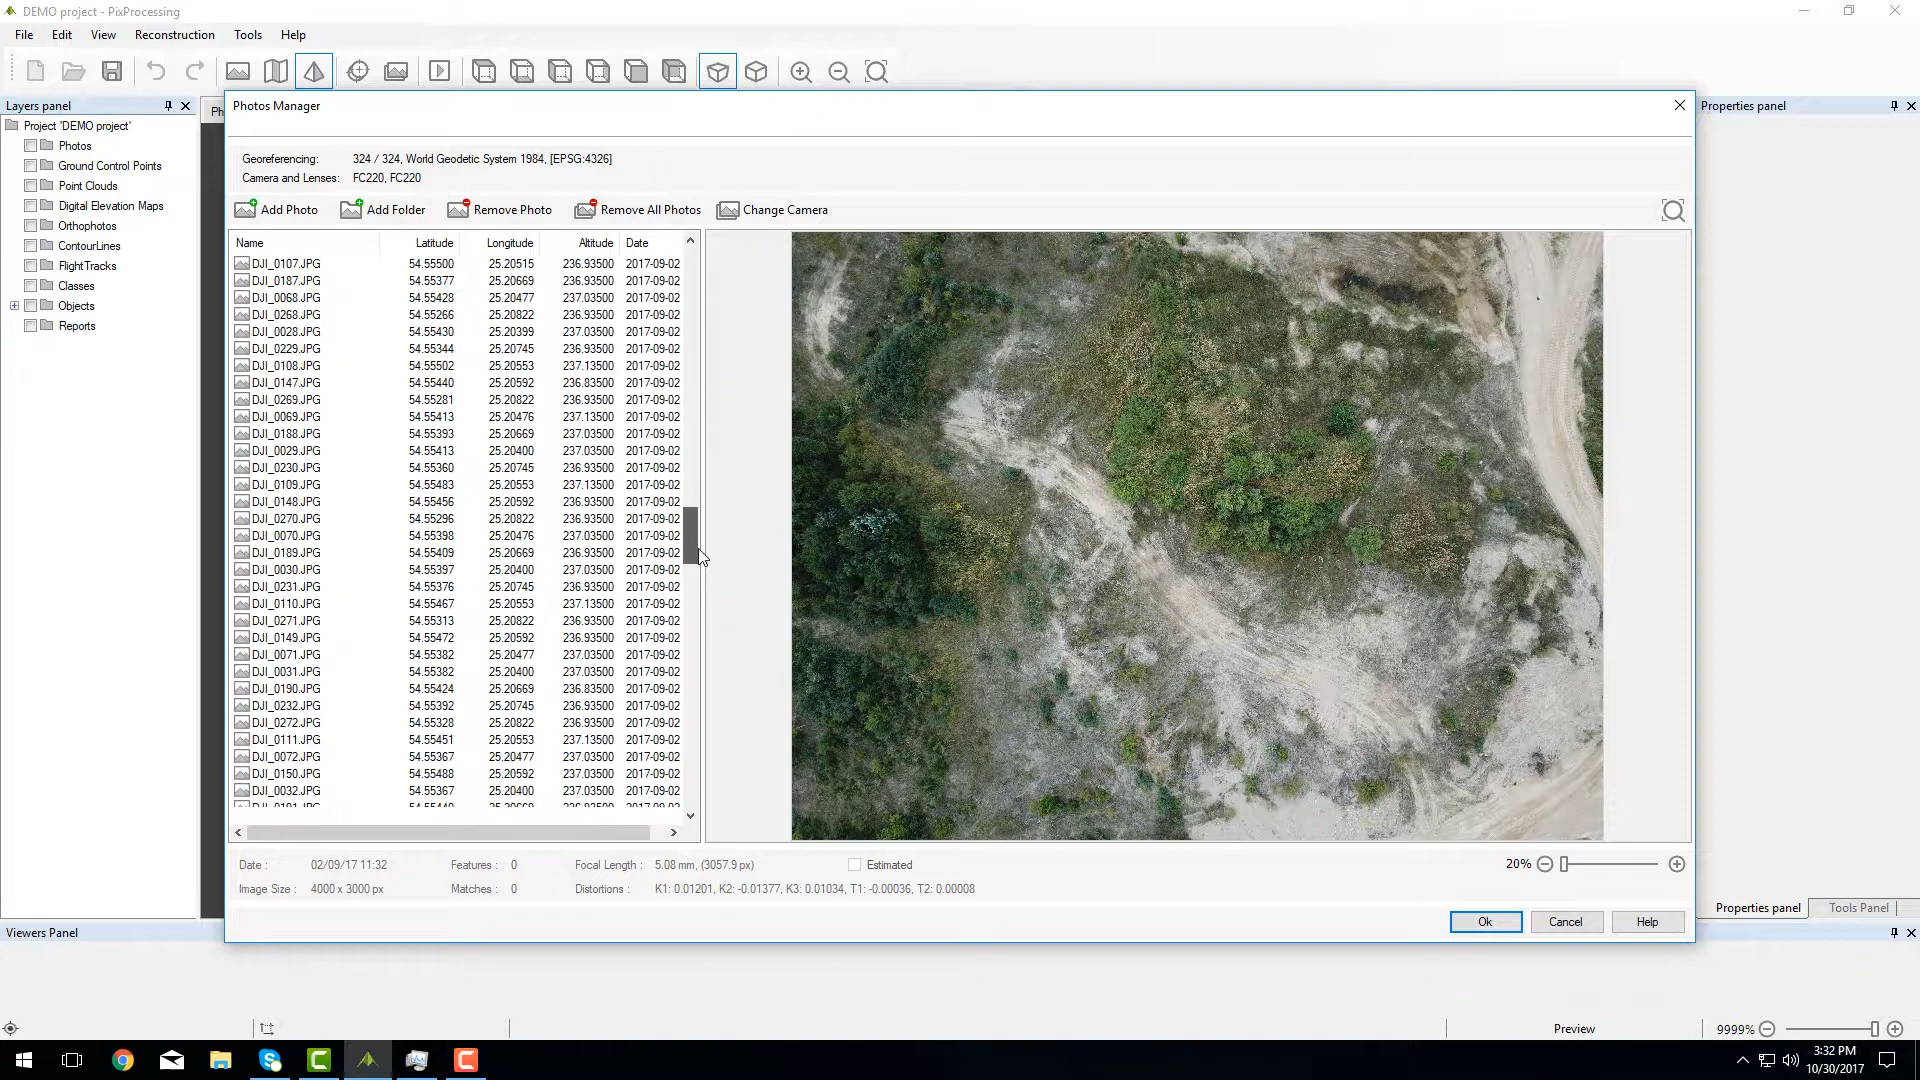 DEMO project - PixProcessing
File Edit View Reconstruction Tools Help
Layers panel
Project 'DEMO project'
Photos
Ground Control Points
Point Clouds
Digital Elevation Maps
Orthophotos
ContourLines
FlightTracks
Classes
Objects
Reports
Ph
Photos Manager
Georeferencing: 324 / 324, World Geodetic System 1984, [EPSG:4326]
Camera and Lenses: FC220, FC220
Add Photo Add Folder Remove Photo Remove All Photos Change Camera
Name Latitude Longitude Altitude Date
DJI_0107.JPG 54.55500 25.20515 236.93500 2017-09-02
DJI_0187.JPG 54.55377 25.20669 236.93500 2017-09-02
DJI_0068.JPG 54.55428 25.20477 237.03500 2017-09-02
DJI_0268.JPG 54.55266 25.20822 236.93500 2017-09-02
DJI_0028.JPG 54.55430 25.20399 237.03500 2017-09-02
DJI_0229.JPG 54.55344 25.20745 236.93500 2017-09-02
DJI_0108.JPG 54.55502 25.20553 237.13500 2017-09-02
DJI_0147.JPG 54.55440 25.20592 236.83500 2017-09-02
DJI_0269.JPG 54.55281 25.20822 236.93500 2017-09-02
DJI_0069.JPG 54.55413 25.20476 237.13500 2017-09-02
DJI_0188.JPG 54.55393 25.20669 237.03500 2017-09-02
DJI_0029.JPG 54.55413 25.20400 237.03500 2017-09-02
DJI_0230.JPG 54.55360 25.20745 236.93500 2017-09-02
DJI_0109.JPG 54.55483 25.20553 237.13500 2017-09-02
DJI_0148.JPG 54.55456 25.20592 236.93500 2017-09-02
DJI_0270.JPG 54.55296 25.20822 236.93500 2017-09-02
DJI_0070.JPG 54.55398 25.20476 237.03500 2017-09-02
DJI_0189.JPG 54.55409 25.20669 236.93500 2017-09-02
DJI_0030.JPG 54.55397 25.20400 237.03500 2017-09-02
DJI_0231.JPG 54.55376 25.20745 236.93500 2017-09-02
DJI_0110.JPG 54.55467 25.20553 237.13500 2017-09-02
DJI_0271.JPG 54.55313 25.20822 236.93500 2017-09-02
DJI_0149.JPG 54.55472 25.20592 236.93500 2017-09-02
DJI_0071.JPG 54.55382 25.20477 237.03500 2017-09-02
DJI_0031.JPG 54.55382 25.20400 237.03500 2017-09-02
DJI_0190.JPG 54.55424 25.20669 236.83500 2017-09-02
DJI_0232.JPG 54.55392 25.20745 236.93500 2017-09-02
DJI_0272.JPG 54.55328 25.20822 236.93500 2017-09-02
DJI_0111.JPG 54.55451 25.20553 237.13500 2017-09-02
DJI_0072.JPG 54.55367 25.20477 237.03500 2017-09-02
DJI_0150.JPG 54.55488 25.20592 237.03500 2017-09-02
DJI_0032.JPG 54.55367 25.20400 237.03500 2017-09-02
Date : 02/09/17 11:32 Features : 0 Focal Length : 5.08 mm, (3057.9 px) Estimated
Image Size : 4000 x 3000 px Matches : 0 Distortions : K1: 0.01201, K2: -0.01377, K3: 0.01034, T1: -0.00036, T2: 0.00008
20%
Ok Cancel Help
Properties panel
Properties panel Tools Panel
Viewers Panel
Preview 9999%
3:32 PM
10/30/2017